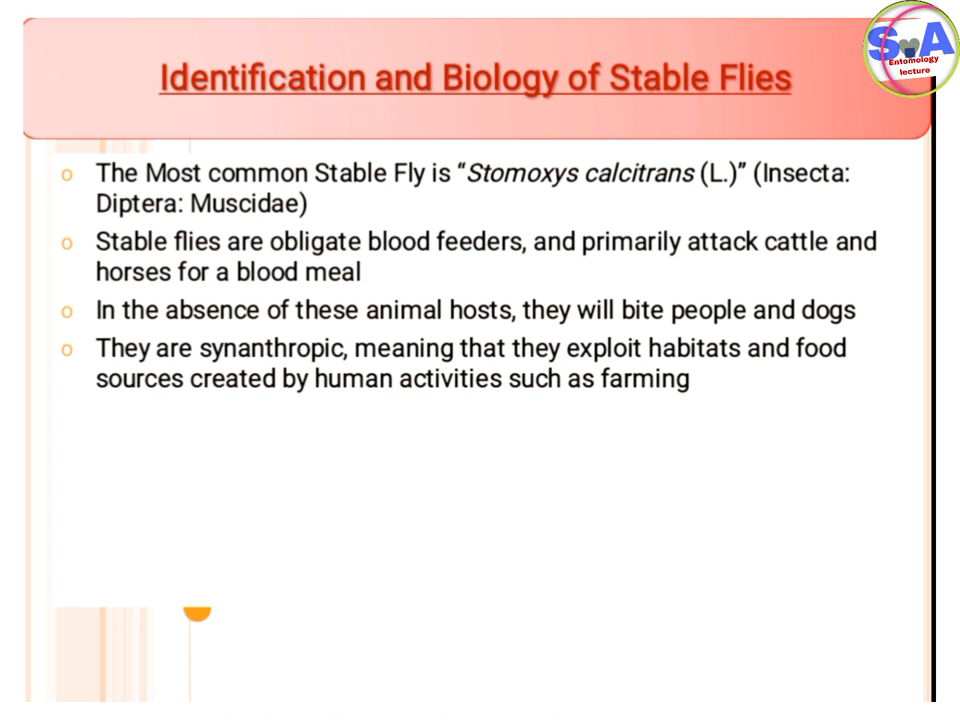 Identification and Biology of Stable Flies
S A
Entomology
lecture
o The Most common Stable Fly is “Stomoxys calcitrans (L.)” (Insecta:
Diptera: Muscidae)
o Stable flies are obligate blood feeders, and primarily attack cattle and
horses for a blood meal
o In the absence of these animal hosts, they will bite people and dogs
o They are synanthropic, meaning that they exploit habitats and food
sources created by human activities such as farming